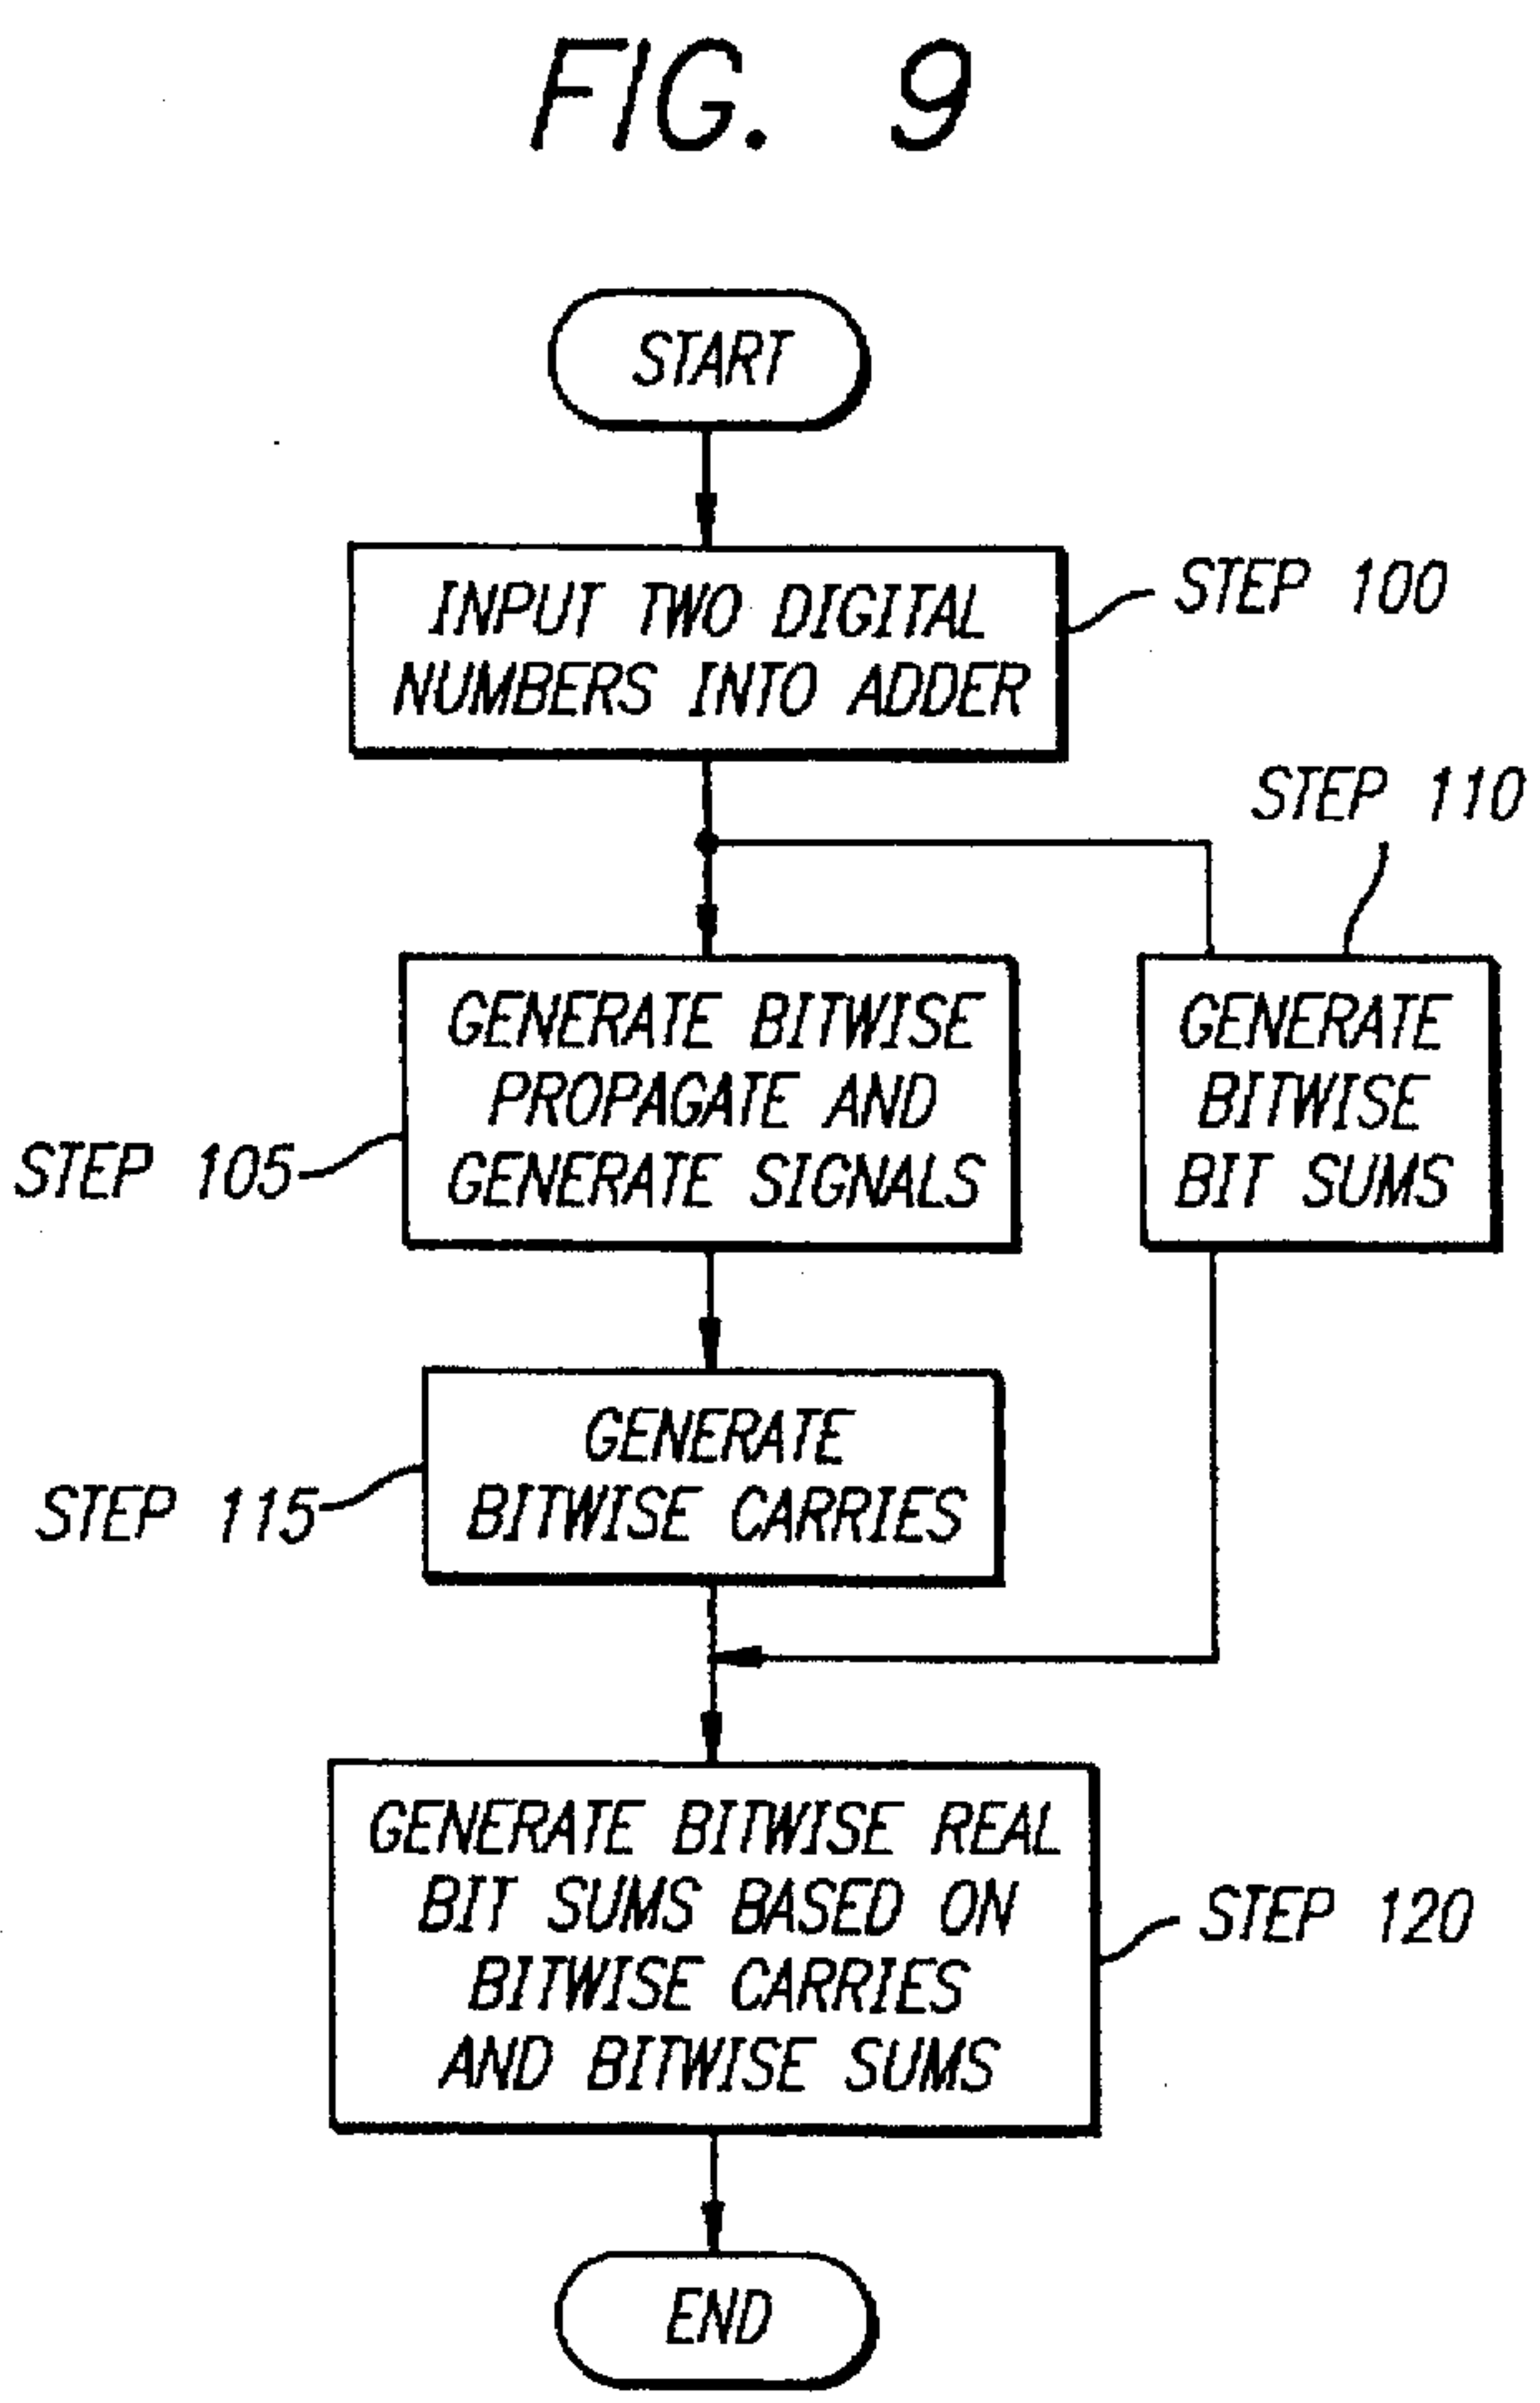 FIG. 9
START
INPUT TWO DIGITAL
NUMBERS INTO ADDER
STEP 100
STEP 110
GENERATE BITWISE
PROPAGATE AND
GENERATE SIGNALS
STEP 105
GENERATE
BITWISE
BIT SUMS
GENERATE
BITWISE CARRIES
STEP 115
GENERATE BITWISE REAL
BIT SUMS BASED ON
BITWISE CARRIES
AND BITWISE SUMS
STEP 120
END